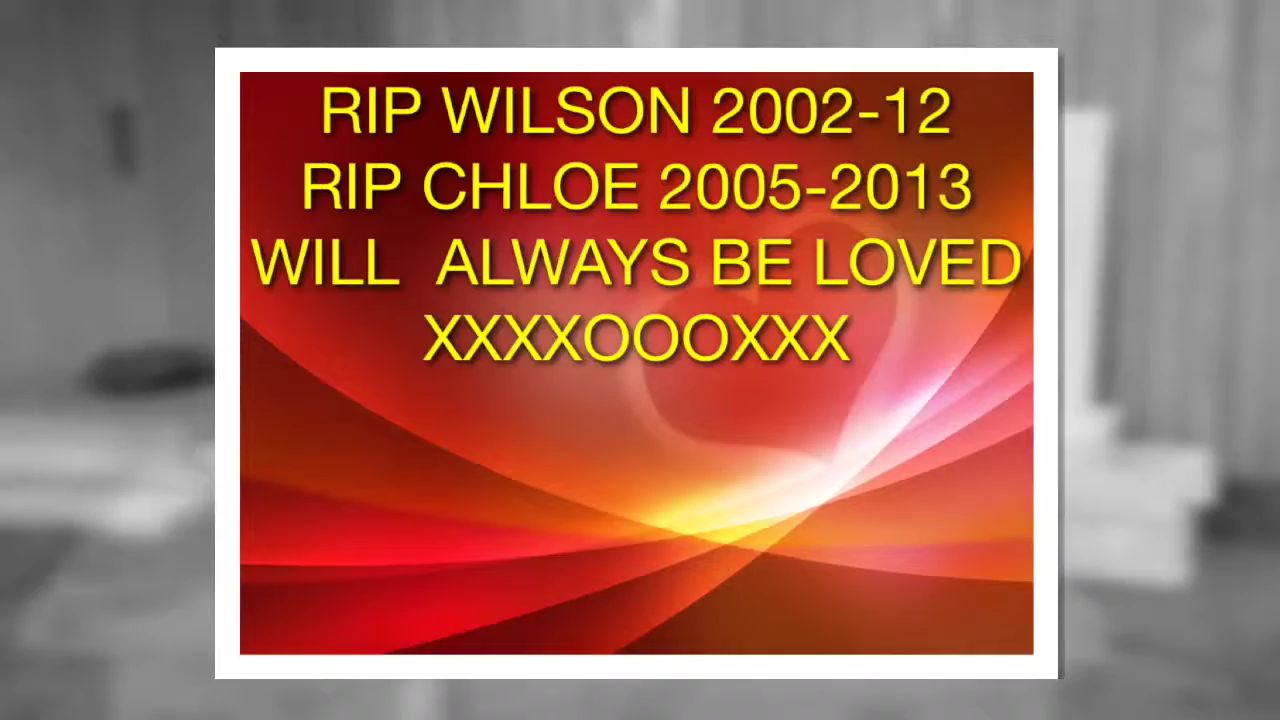 RIP WILSON 2002-12
RIP CHLOE 2005-2013
WILL  ALWAYS BE LOVED
XXXXOOOXXX